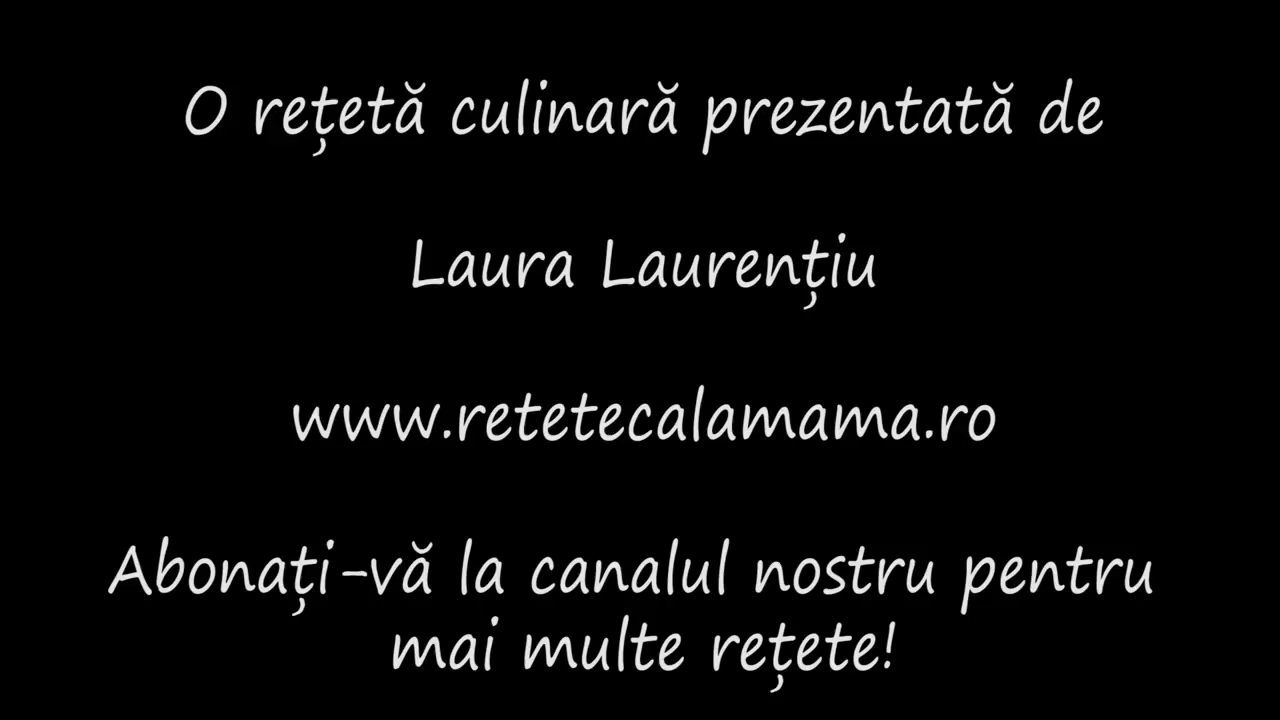 O rețetă culinară prezentată de
Laura Laurențiu
www.retetecalamama.ro
Abonați-vă la canalul nostru pentru
mai multe rețete!